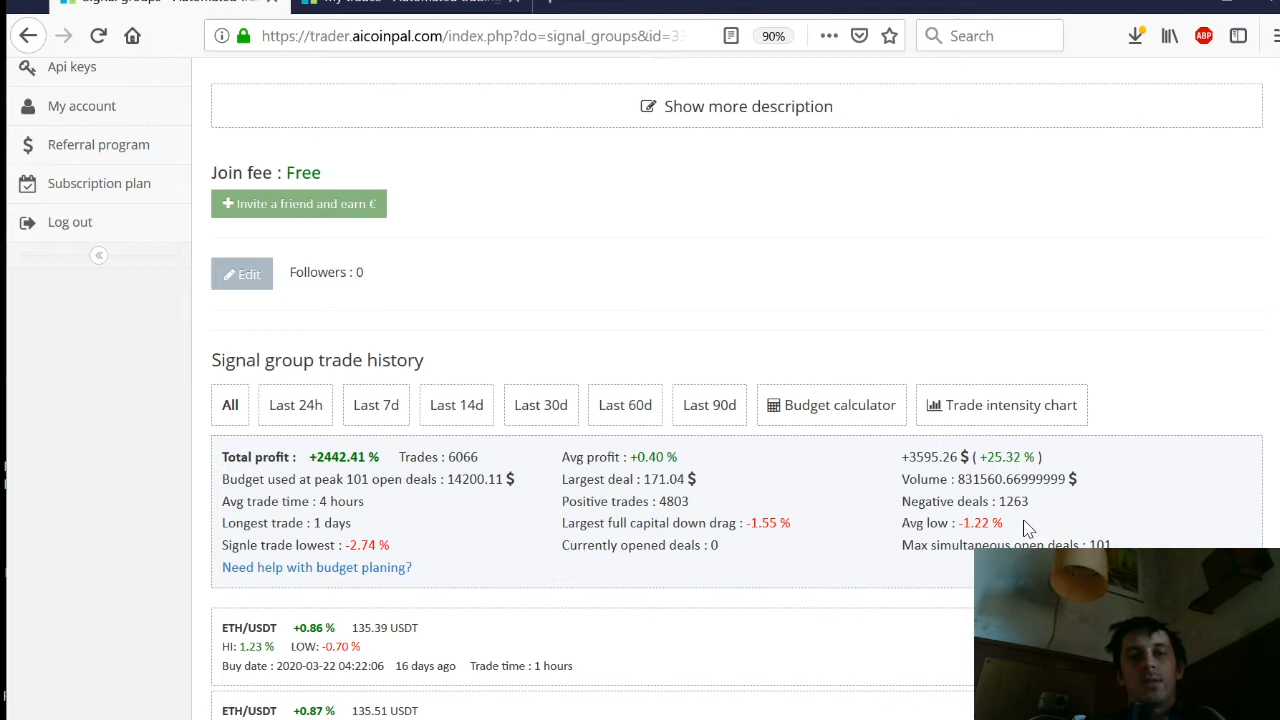 https://trader.aicoinpal.com/index.php?do=signal_groups&id=3
90%
Search
ABP
Api keys
My account
Referral program
Subscription plan
Log out
Show more description
Join fee : Free
Invite a friend and earn €
Edit
Followers : 0
Signal group trade history
All
Last 24h
Last 7d
Last 14d
Last 30d
Last 60d
Last 90d
Budget calculator
Trade intensity chart
Total profit : +2442.41 % Trades : 6066
Avg profit : +0.40 %
+3595.26 $ ( +25.32 % )
Budget used at peak 101 open deals : 14200.11 $
Largest deal : 171.04 $
Volume : 831560.66999999 $
Avg trade time : 4 hours
Positive trades : 4803
Negative deals : 1263
Longest trade : 1 days
Largest full capital down drag : -1.55 %
Avg low : -1.22 %
Signle trade lowest : -2.74 %
Currently opened deals : 0
Max simultaneous open deals : 101
Need help with budget planing?
ETH/USDT +0.86 % 135.39 USDT
HI: 1.23 % LOW: -0.70 %
Buy date : 2020-03-22 04:22:06 16 days ago Trade time : 1 hours
ETH/USDT +0.87 % 135.51 USDT